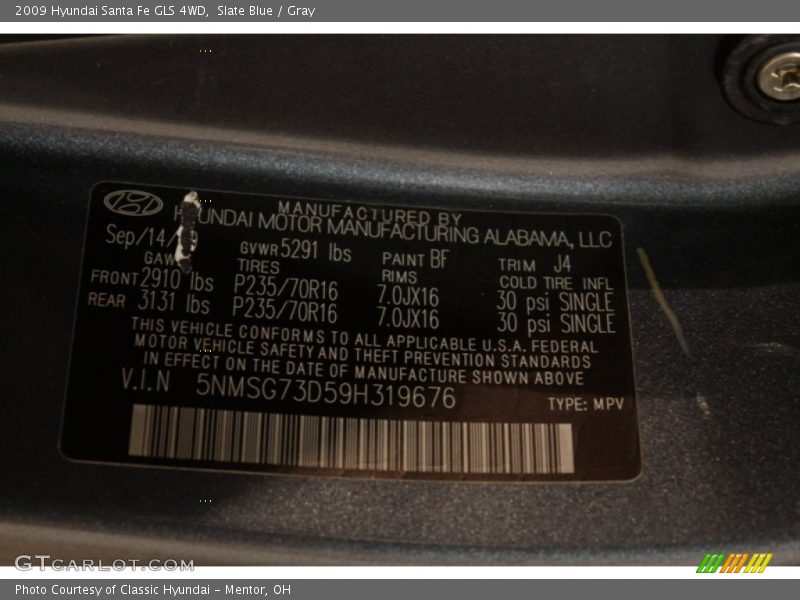 2009 Hyundai Santa Fe GLS 4WD, Slate Blue / Gray
MANUFACTURED BY
HYUNDAI MOTOR MANUFACTURING ALABAMA, LLC
Sep/14/
GVWR 5291 lbs PAINT BF TRIM J4
GAW TIRES RIMS COLD TIRE INFL
FRONT 2910 lbs P235/70R16 7.0JX16 30 psi SINGLE
REAR 3131 lbs P235/70R16 7.0JX16 30 psi SINGLE
THIS VEHICLE CONFORMS TO ALL APPLICABLE U.S.A. FEDERAL
MOTOR VEHICLE SAFETY AND THEFT PREVENTION STANDARDS
IN EFFECT ON THE DATE OF MANUFACTURE SHOWN ABOVE
V.I.N 5NMSG73D59H319676 TYPE: MPV
GTCARLOT.COM
Photo Courtesy of Classic Hyundai - Mentor, OH